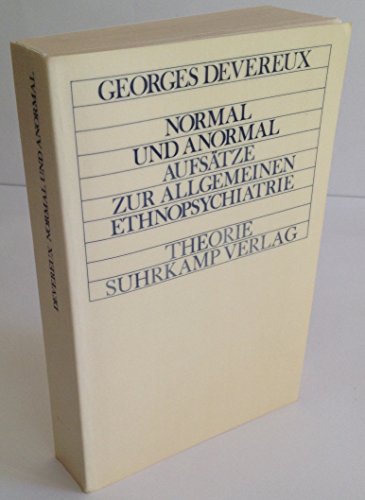 GEORGES DEVEREUX
NORMAL
UND ANORMAL
AUFSÄTZE
ZUR ALLGEMEINEN
ETHNOPSYCHIATRIE
THEORIE
SUHRKAMP VERLAG
DEVEREUX NORMAL UND ANORMAL